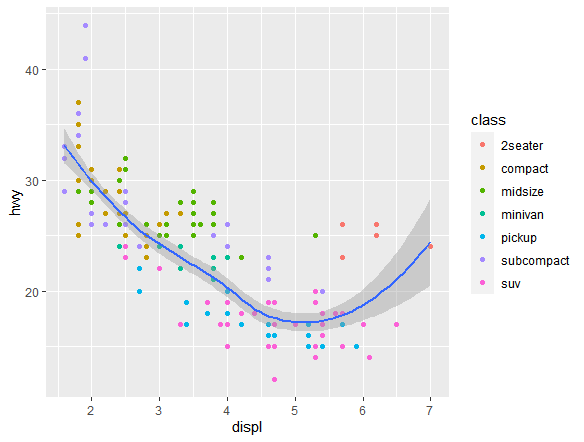 40
30
20
hwy
2 3 4 5 6 7
displ
class
2seater
compact
midsize
minivan
pickup
subcompact
suv